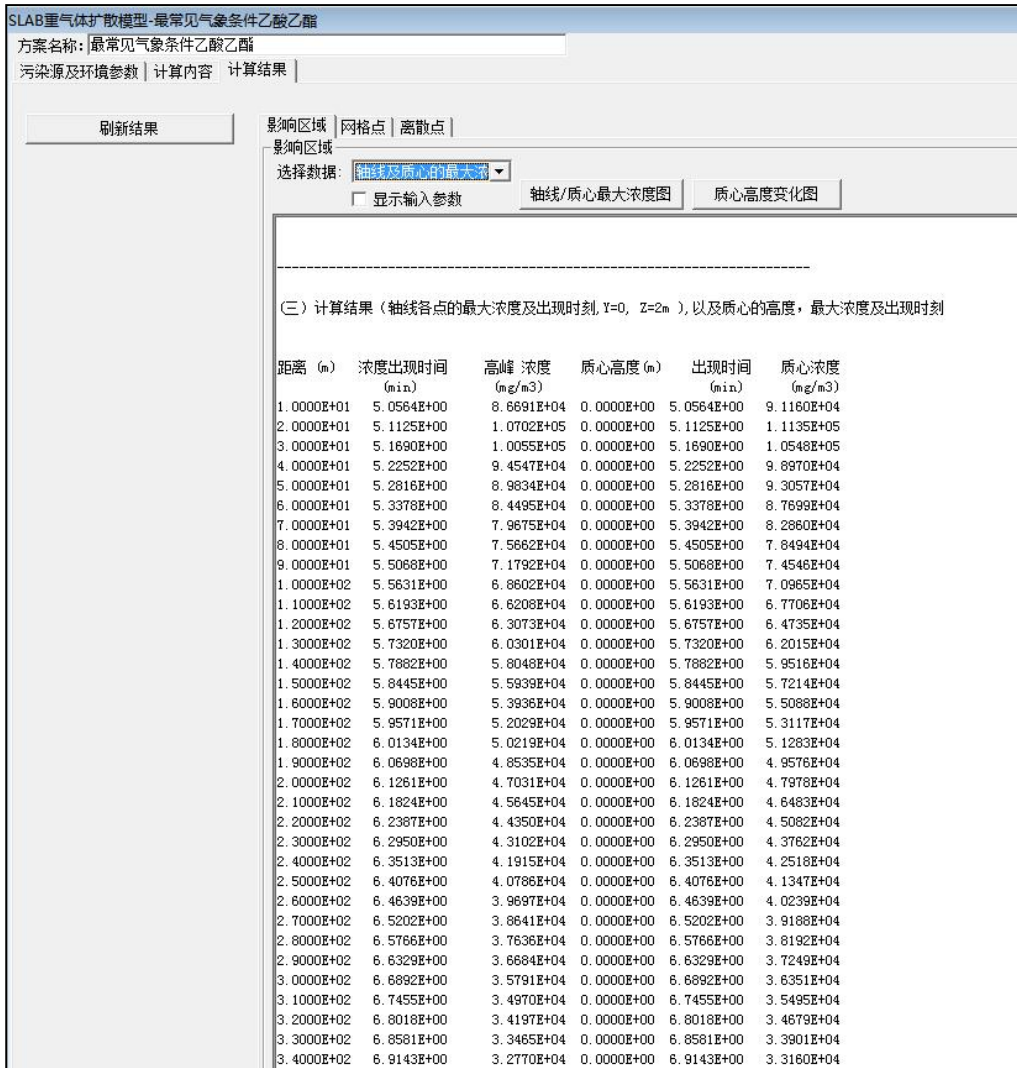 SLAB重气体扩散模型-最常见气象条件乙酸乙酯
方案名称: 最常见气象条件乙酸乙酯
污染源及环境参数 计算内容 计算结果
刷新结果
影响区域 网格点 离散点
影响区域
选择数据: 轴线及质心的最大浓
显示输入参数 轴线/质心最大浓度图 质心高度变化图
------------------------------------------------------------------------
(三) 计算结果 (轴线各点的最大浓度及出现时刻,Y=0, Z=2m ),以及质心的高度，最大浓度及出现时刻
距离 (m) 浓度出现时间 高峰 浓度 质心高度(m) 出现时间 质心浓度
(min) (mg/m3) (min) (mg/m3)
1.0000E+01 5.0564E+00 8.6691E+04 0.0000E+00 5.0564E+00 9.1160E+04
2.0000E+01 5.1125E+00 1.0702E+05 0.0000E+00 5.1125E+00 1.1135E+05
3.0000E+01 5.1690E+00 1.0055E+05 0.0000E+00 5.1690E+00 1.0548E+05
4.0000E+01 5.2252E+00 9.4547E+04 0.0000E+00 5.2252E+00 9.8970E+04
5.0000E+01 5.2816E+00 8.9834E+04 0.0000E+00 5.2816E+00 9.3057E+04
6.0000E+01 5.3378E+00 8.4495E+04 0.0000E+00 5.3378E+00 8.7699E+04
7.0000E+01 5.3942E+00 7.9675E+04 0.0000E+00 5.3942E+00 8.2860E+04
8.0000E+01 5.4505E+00 7.5662E+04 0.0000E+00 5.4505E+00 7.8494E+04
9.0000E+01 5.5068E+00 7.1792E+04 0.0000E+00 5.5068E+00 7.4546E+04
1.0000E+02 5.5631E+00 6.8602E+04 0.0000E+00 5.5631E+00 7.0965E+04
1.1000E+02 5.6193E+00 6.6208E+04 0.0000E+00 5.6193E+00 6.7706E+04
1.2000E+02 5.6757E+00 6.3073E+04 0.0000E+00 5.6757E+00 6.4735E+04
1.3000E+02 5.7320E+00 6.0301E+04 0.0000E+00 5.7320E+00 6.2015E+04
1.4000E+02 5.7882E+00 5.8048E+04 0.0000E+00 5.7882E+00 5.9516E+04
1.5000E+02 5.8445E+00 5.5939E+04 0.0000E+00 5.8445E+00 5.7214E+04
1.6000E+02 5.9008E+00 5.3936E+04 0.0000E+00 5.9008E+00 5.5088E+04
1.7000E+02 5.9571E+00 5.2029E+04 0.0000E+00 5.9571E+00 5.3117E+04
1.8000E+02 6.0134E+00 5.0219E+04 0.0000E+00 6.0134E+00 5.1283E+04
1.9000E+02 6.0698E+00 4.8535E+04 0.0000E+00 6.0698E+00 4.9576E+04
2.0000E+02 6.1261E+00 4.7031E+04 0.0000E+00 6.1261E+00 4.7978E+04
2.1000E+02 6.1824E+00 4.5645E+04 0.0000E+00 6.1824E+00 4.6483E+04
2.2000E+02 6.2387E+00 4.4350E+04 0.0000E+00 6.2387E+00 4.5082E+04
2.3000E+02 6.2950E+00 4.3102E+04 0.0000E+00 6.2950E+00 4.3762E+04
2.4000E+02 6.3513E+00 4.1915E+04 0.0000E+00 6.3513E+00 4.2518E+04
2.5000E+02 6.4076E+00 4.0786E+04 0.0000E+00 6.4076E+00 4.1347E+04
2.6000E+02 6.4639E+00 3.9697E+04 0.0000E+00 6.4639E+00 4.0239E+04
2.7000E+02 6.5202E+00 3.8641E+04 0.0000E+00 6.5202E+00 3.9188E+04
2.8000E+02 6.5766E+00 3.7636E+04 0.0000E+00 6.5766E+00 3.8192E+04
2.9000E+02 6.6329E+00 3.6684E+04 0.0000E+00 6.6329E+00 3.7249E+04
3.0000E+02 6.6892E+00 3.5791E+04 0.0000E+00 6.6892E+00 3.6351E+04
3.1000E+02 6.7455E+00 3.4970E+04 0.0000E+00 6.7455E+00 3.5495E+04
3.2000E+02 6.8018E+00 3.4197E+04 0.0000E+00 6.8018E+00 3.4679E+04
3.3000E+02 6.8581E+00 3.3465E+04 0.0000E+00 6.8581E+00 3.3901E+04
3.4000E+02 6.9143E+00 3.2770E+04 0.0000E+00 6.9143E+00 3.3160E+04